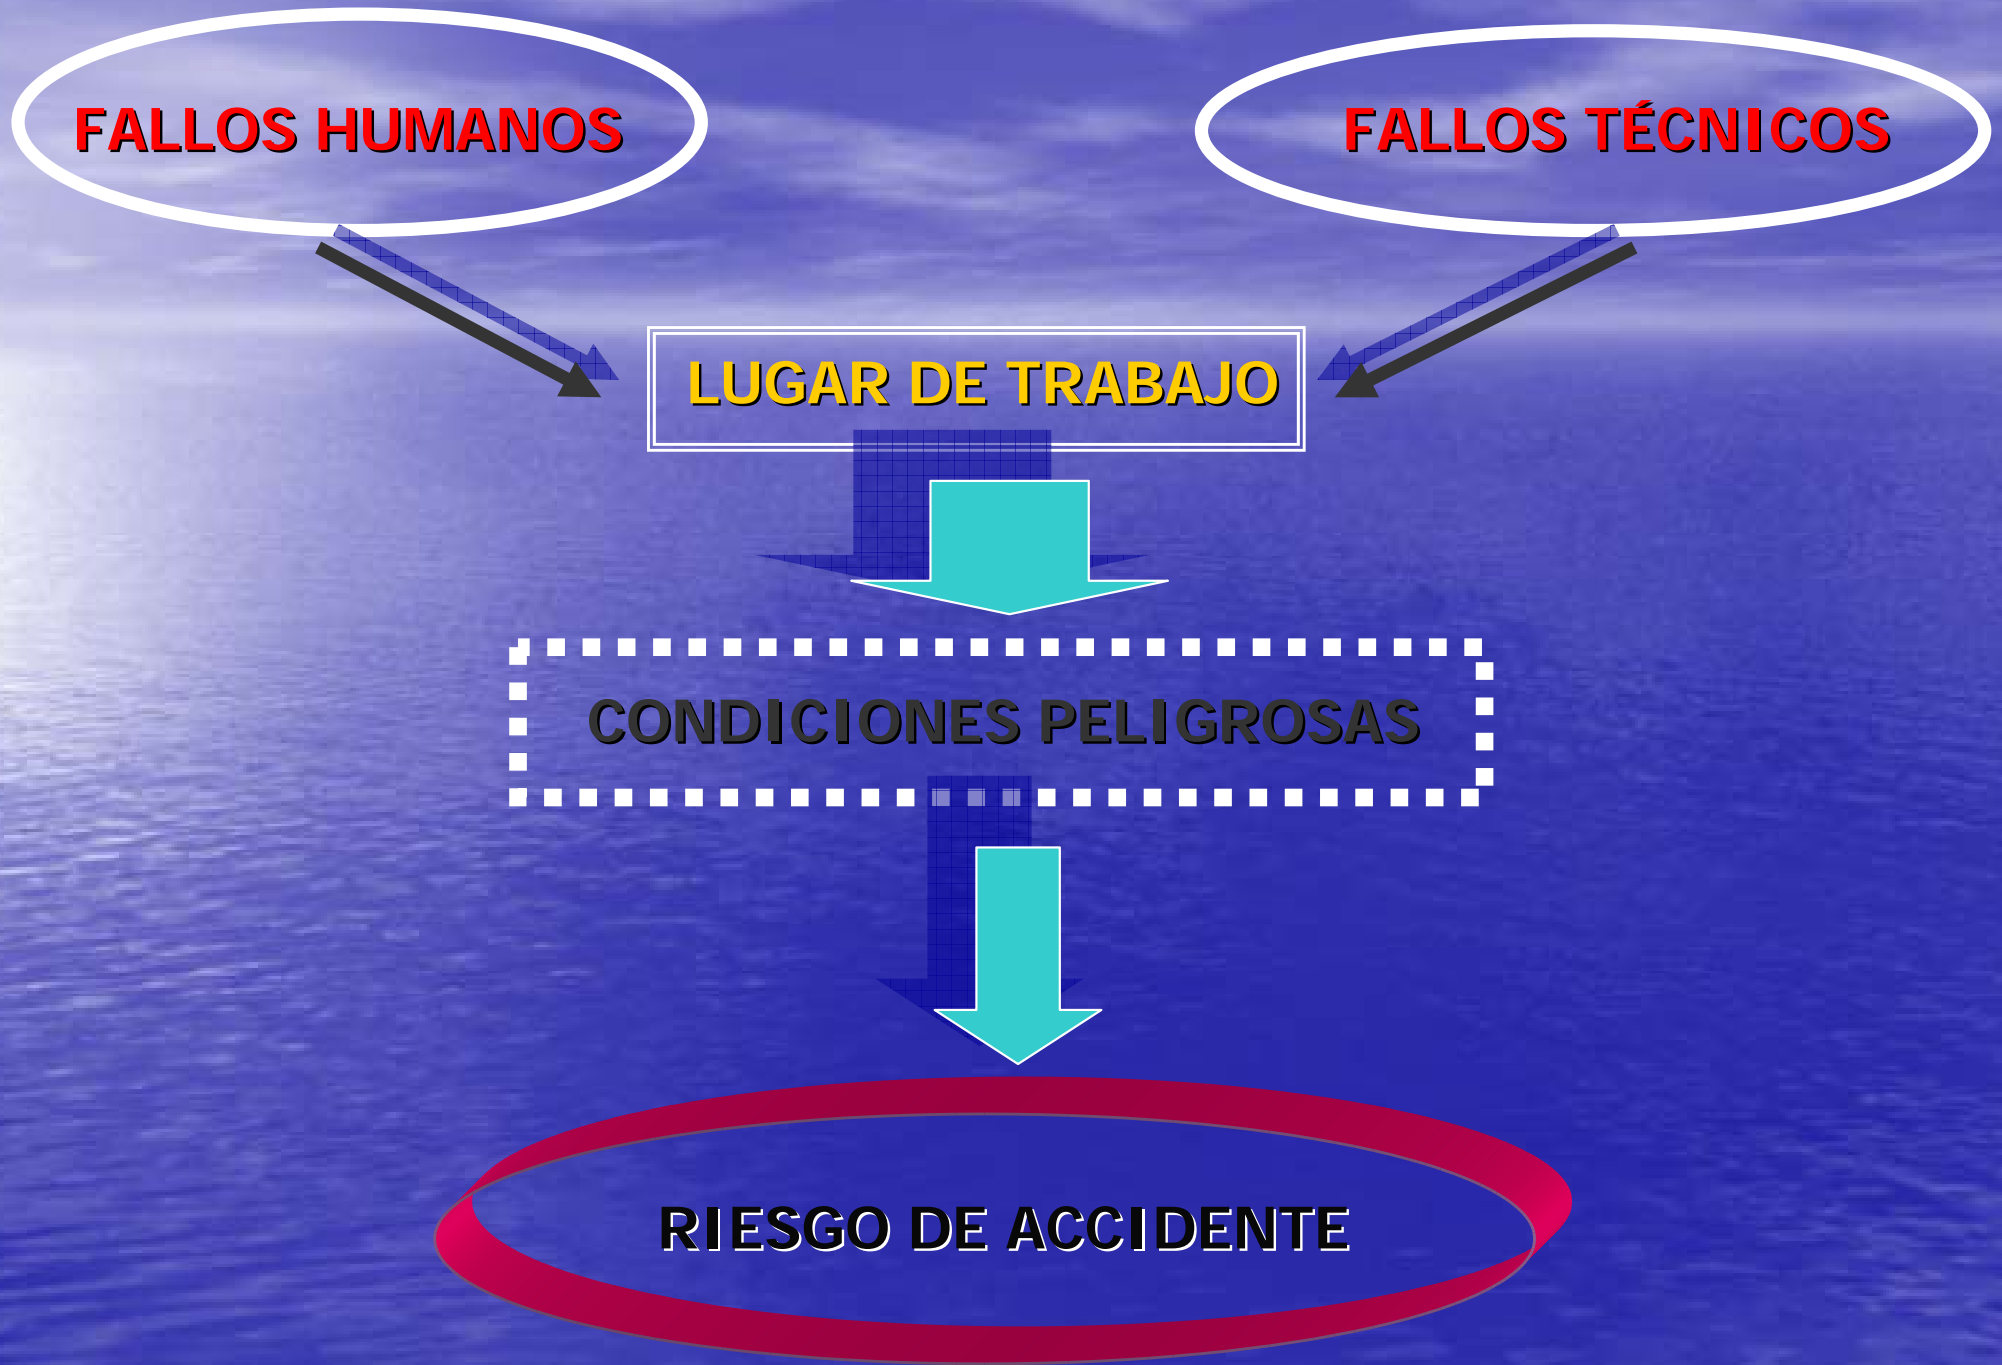 FALLOS HUMANOS
FALLOS TÉCNICOS
LUGAR DE TRABAJO
CONDICIONES PELIGROSAS
RIESGO DE ACCIDENTE